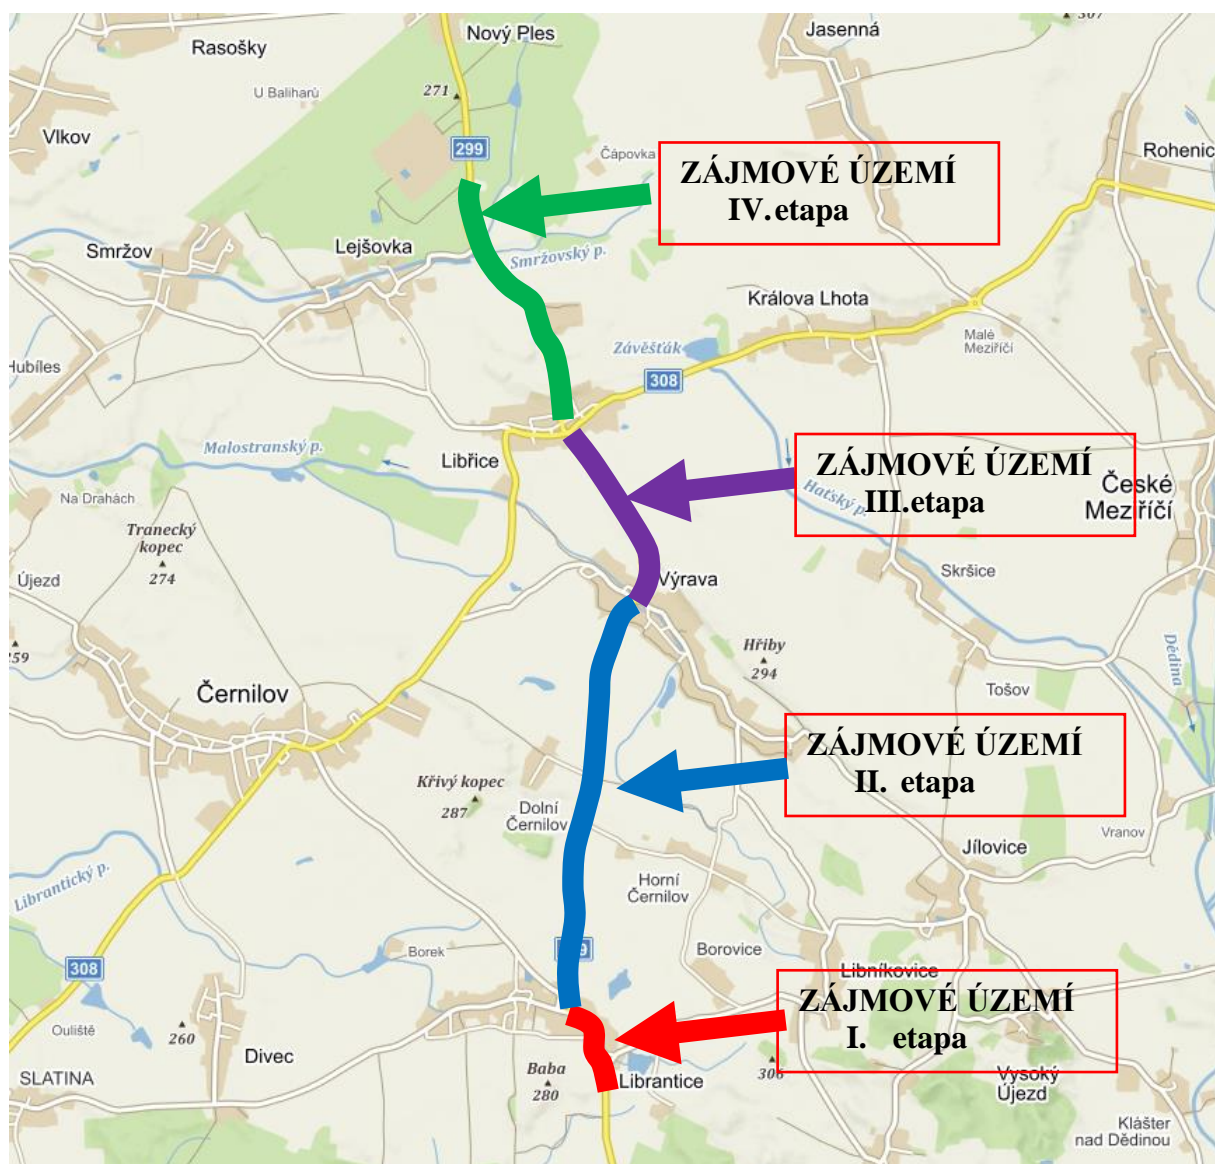 307
Nový Ples
Jasenná
Rasošky
U Baliharů
271
Vlkov
299
Čápovka
Rohenic
ZÁJMOVÉ ÚZEMÍ
IV. etapa
Smržov
Lejšovka
Smržovský p.
Králova Lhota
Malé
Meziříčí
Závěšťák
Hubíles
308
Malostranský p.
Libřice
ZÁJMOVÉ ÚZEMÍ
III. etapa
Haťský p.
České
Meziříčí
Na Drahách
Tranecký
kopec
274
Újezd
Výrava
Skršice
Hřiby
294
259
Dědina
Černilov
Tošov
ZÁJMOVÉ ÚZEMÍ
II. etapa
Křivý kopec
287
Dolní
Černilov
Vranov
Jílovice
Librantický p.
Horní
Černilov
Borek
Borovice
308
Libníkovice
ZÁJMOVÉ ÚZEMÍ
I. etapa
Ouliště
260
Divec
Baba
280
Librantice
306
Vysoký
Újezd
SLATINA
Klášter
nad Dědinou